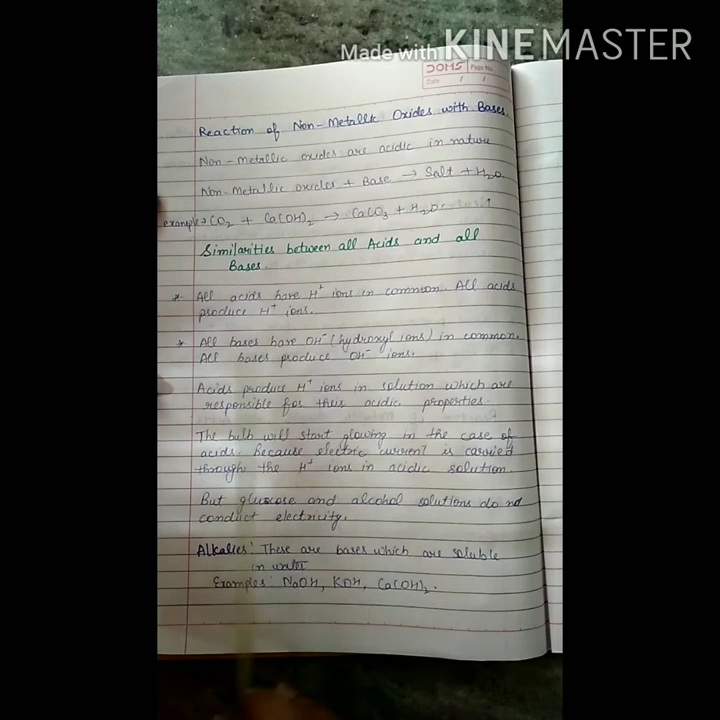 Made with KINEMASTER
DOMS Page No.
Date / /
Reaction of Non-Metallic Oxides with Bases
Non-metallic oxides are acidic in nature
Non-Metallic oxides + Base → Salt + H₂O.
example → CO₂ + Ca(OH)₂ → CaCO₃ + H₂O
Similarities between all Acids and all
Bases.
* All acids have H⁺ ions in common. All acids
produce H⁺ ions.
* All bases have OH⁻ (hydroxyl ions) in common.
All bases produce OH⁻ ions.
Acids produce H⁺ ions in solution which are
responsible for their acidic properties.
The bulb will start glowing in the case of
acids. Because electric current is carried
through the H⁺ ions in acidic solution.
But glucose and alcohol solutions do not
conduct electricity.
Alkalies: These are bases which are soluble
in water
Examples: NaOH, KOH, Ca(OH)₂.